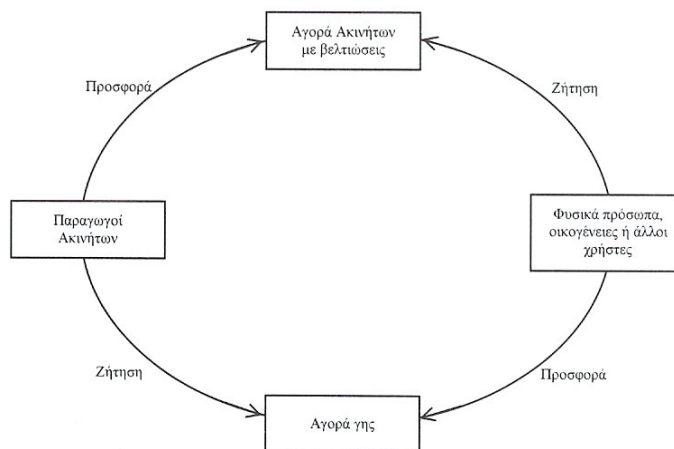 Αγορά Ακινήτων
με βελτιώσεις
Προσφορά
Ζήτηση
Παραγωγοί
Ακινήτων
Φυσικά πρόσωπα,
οικογένειες ή άλλοι
χρήστες
Ζήτηση
Προσφορά
Αγορά γης